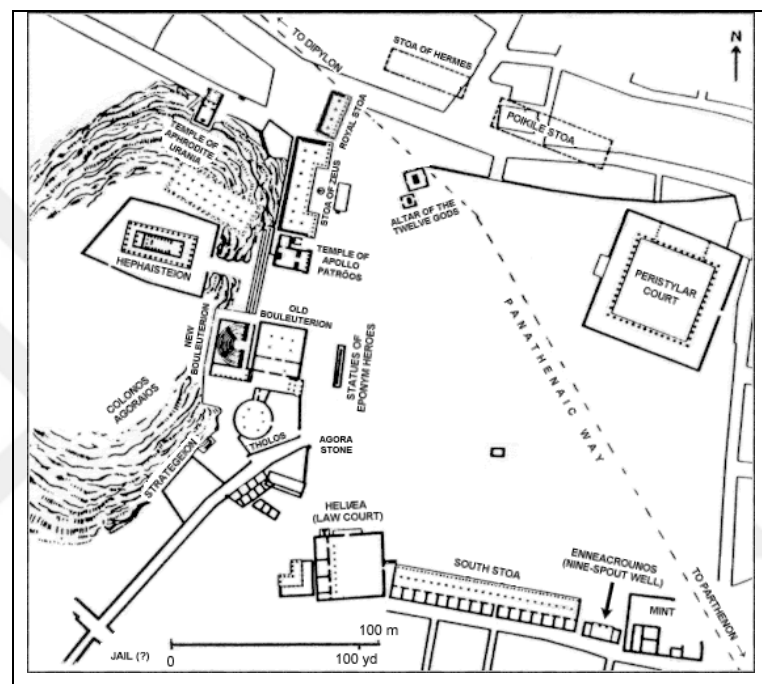 TO DIPYLON
STOA OF HERMES
N
POIKILE STOA
ROYAL STOA
TEMPLE OF
APHRODITE
URANIA
STOA OF ZEUS
ALTAR OF THE
TWELVE GODS
HEPHAISTEION
TEMPLE OF
APOLLO
PATRÒDS
PERISTYLAR
COURT
PANATHENAIC WAY
NEW
BOULEUTERION
OLD
BOULEUTERION
STATUES OF
EPONYM HEROES
COLONOS
AGORAIOS
STRATEGEION
THOLOS
AGORA
STONE
HELIÆA
(LAW COURT)
SOUTH STOA
ENNEACROUNOS
(NINE-SPOUT WELL)
MINT
TO PARTHENON
JAIL (?)
100 m
0
100 yd